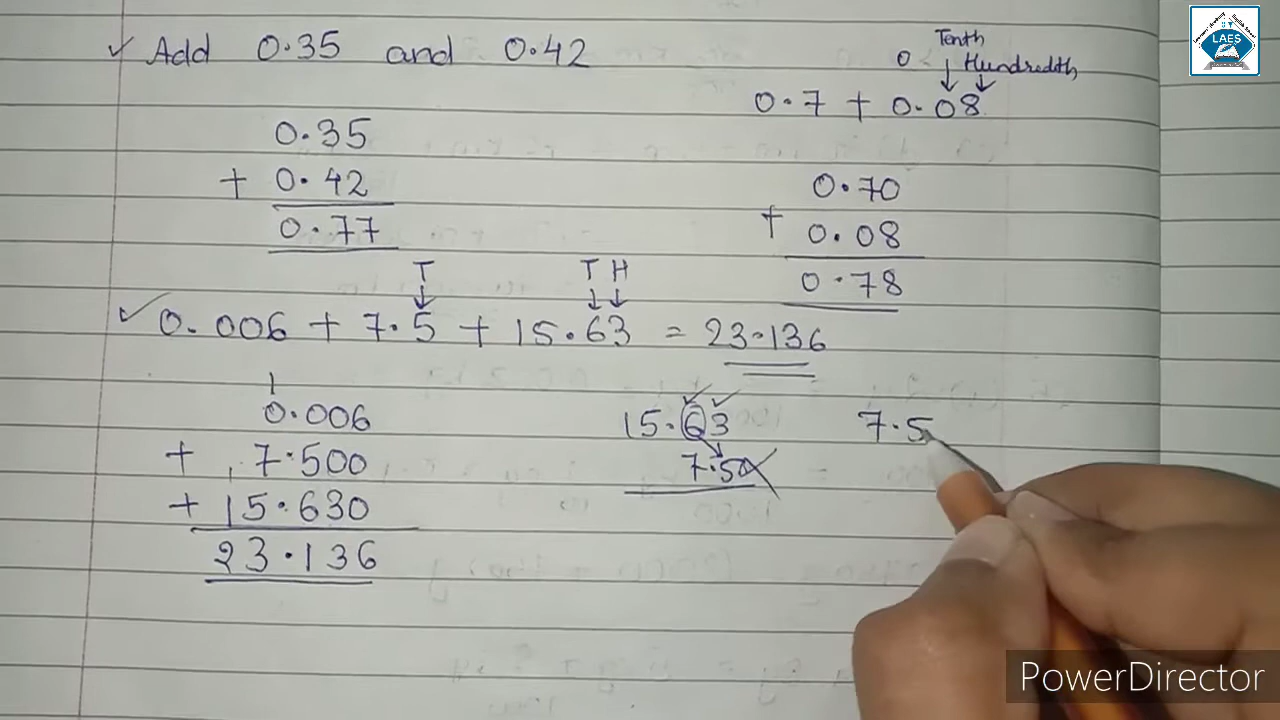 ✓ Add 0.35 and 0.42
Tenth
0 Hundredth
0.7 + 0.08
0.35
+ 0.42
0.77
0.70
+ 0.08
0.78
T T H
✓ 0.006 + 7.5 + 15.63 = 23.136
1
0.006
+ 7.500
+ 15.630
23.136
15.63
7.50
7.5
LAES
PowerDirector